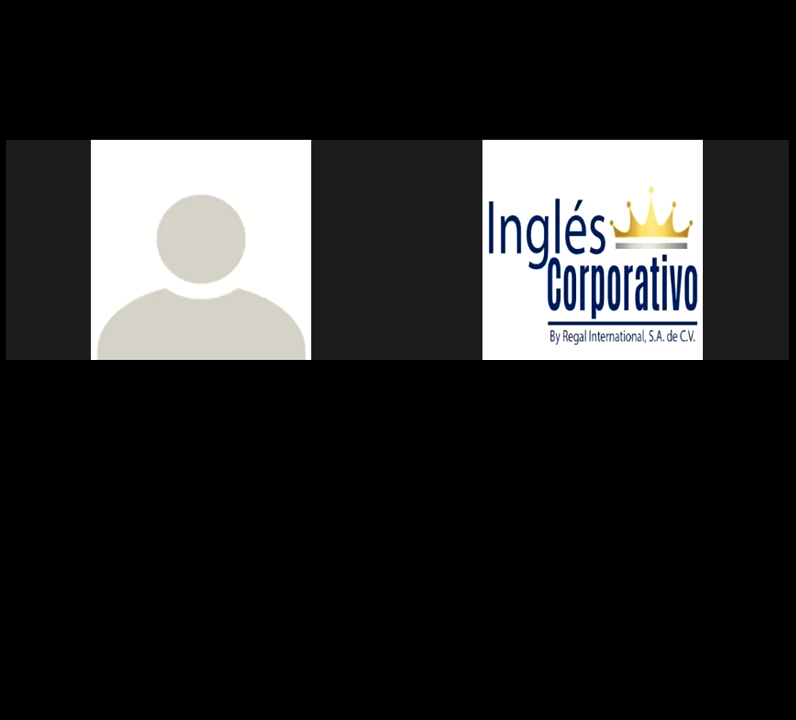 Inglés
Corporativo
By Regal International, S.A. de C.V.